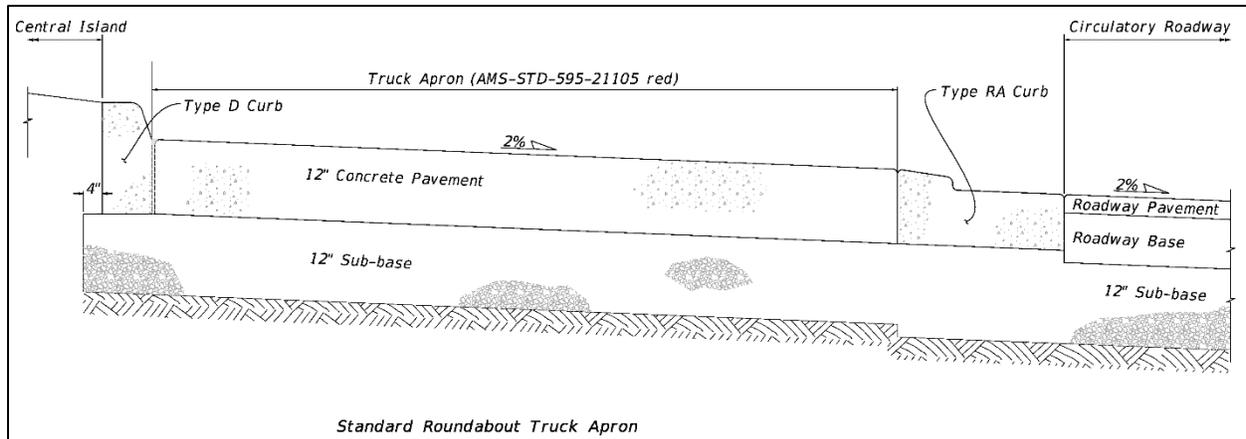 Central Island
Circulatory Roadway
Truck Apron (AMS-STD-595-21105 red)
Type D Curb
Type RA Curb
2%
12" Concrete Pavement
4"
2%
Roadway Pavement
Roadway Base
12" Sub-base
12" Sub-base
Standard Roundabout Truck Apron